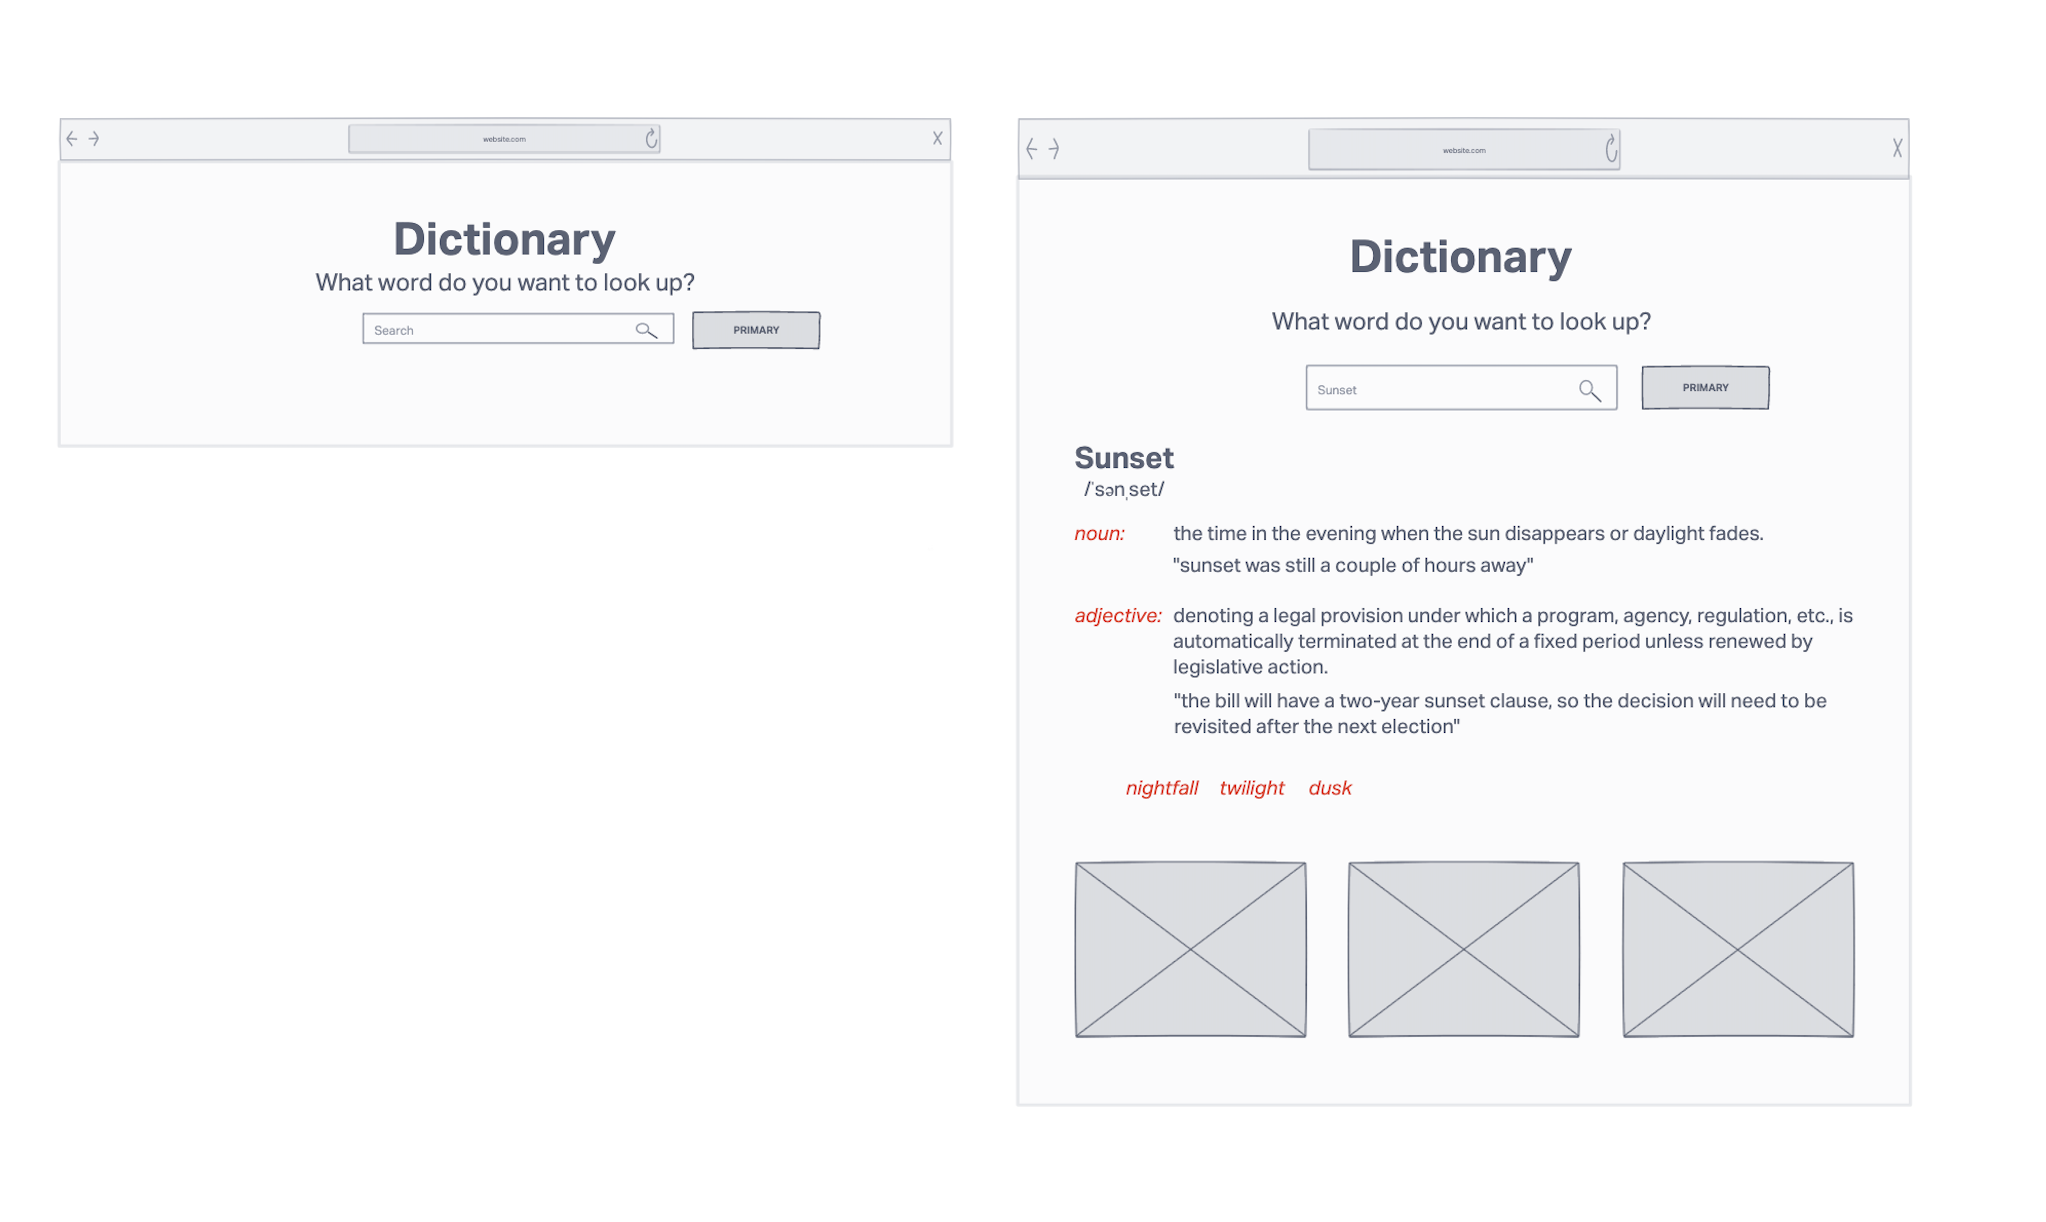 website.com
Dictionary
What word do you want to look up?
Search
PRIMARY
website.com
Dictionary
What word do you want to look up?
Sunset
PRIMARY
Sunset
/ˈsənˌset/
noun: the time in the evening when the sun disappears or daylight fades.
"sunset was still a couple of hours away"
adjective: denoting a legal provision under which a program, agency, regulation, etc., is
automatically terminated at the end of a fixed period unless renewed by
legislative action.
"the bill will have a two-year sunset clause, so the decision will need to be
revisited after the next election"
nightfall twilight dusk